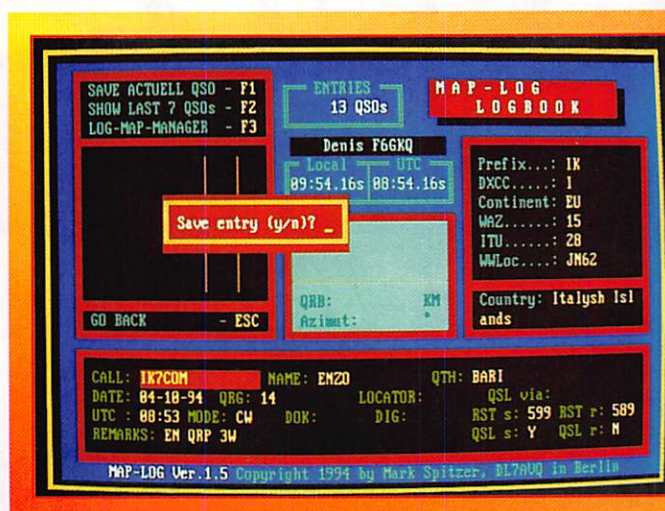 SAVE ACTUELL QSO - F1
SHOW LAST 7 QSOs - F2
LOG-MAP-MANAGER - F3
ENTRIES
13 QSOs
MAP-LOG
LOGBOOK
Denis F6GKQ
Local UTC
09:54.16s 08:54.16s
Prefix...: IK
DXCC.....: I
Continent: EU
WAZ......: 15
ITU......: 28
WWLoc....: JN62
Save entry (y/n)? _
QRB: KM
Azimut: °
Country: Italysh Isl
ands
GO BACK - ESC
CALL: IK7COM NAME: ENZO QTH: BARI
DATE: 04-10-94 QRG: 14 LOCATOR: QSL via:
UTC : 08:53 MODE: CW DOK: DIG: RST s: 599 RST r: 589
REMARKS: EN QRP 3W QSL s: Y QSL r: N
MAP-LOG Ver.1.5 Copyright 1994 by Mark Spitzer, DL7AVQ in Berlin